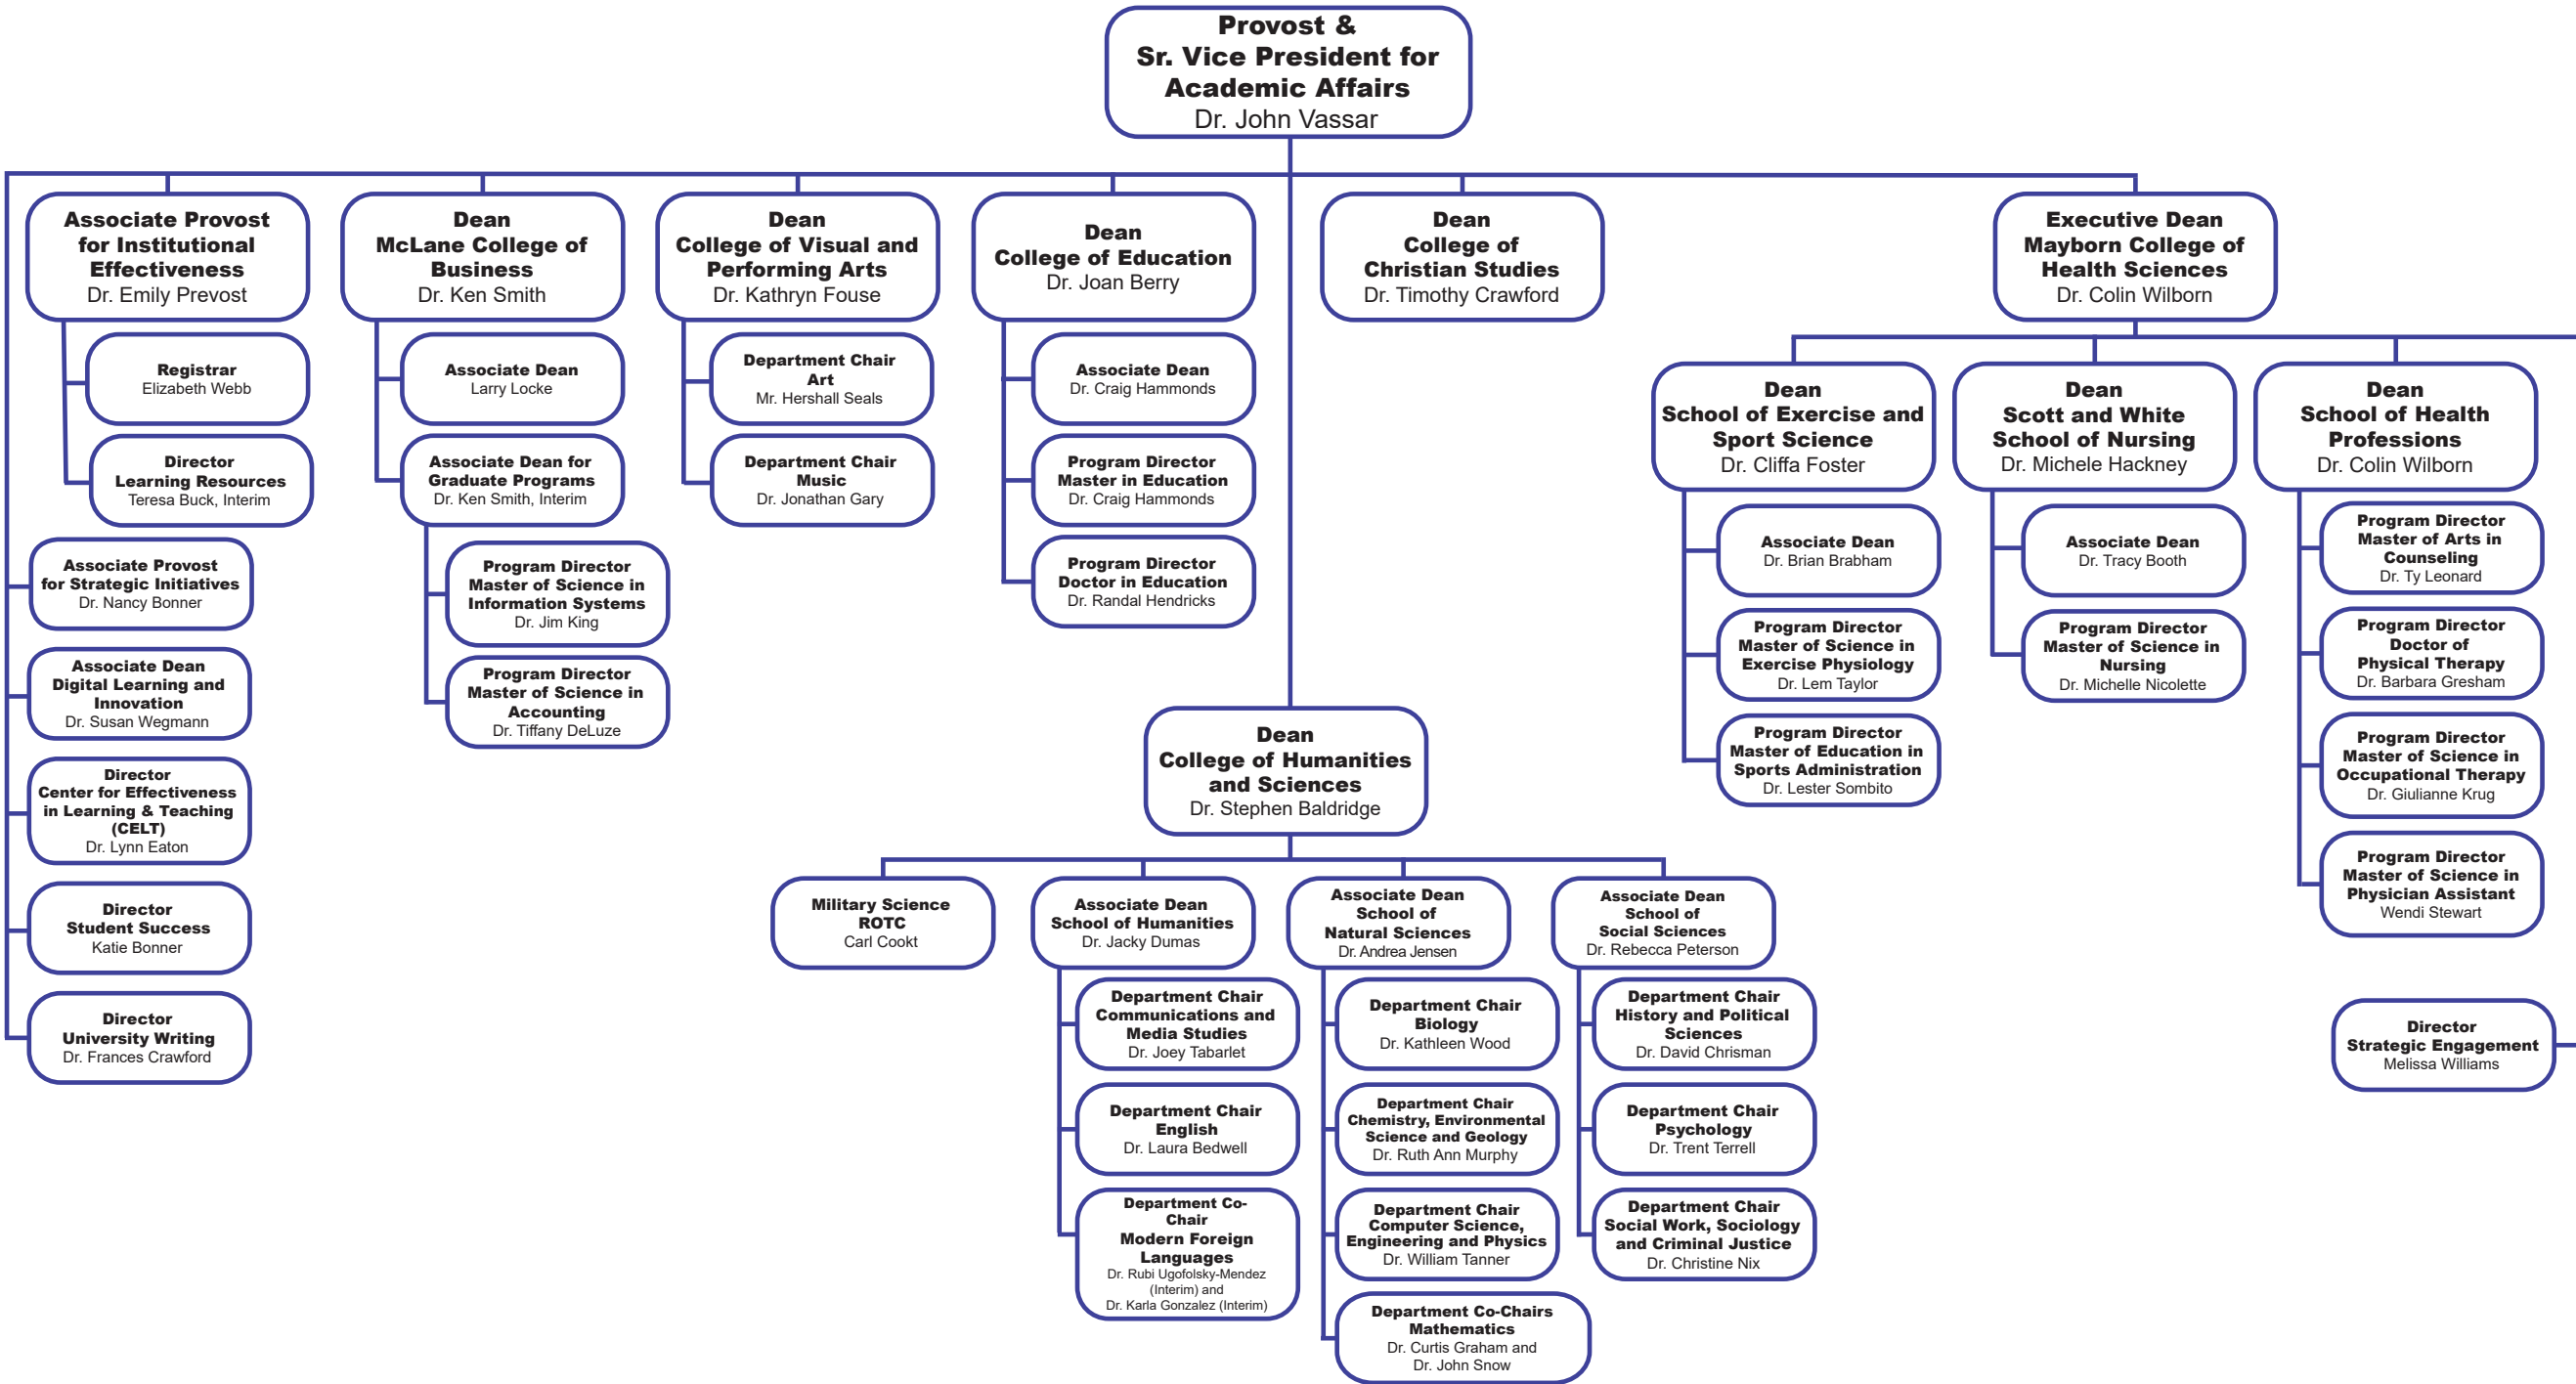 Provost &
Sr. Vice President for
Academic Affairs
Dr. John Vassar
Associate Provost
for Institutional
Effectiveness
Dr. Emily Prevost
Registrar
Elizabeth Webb
Director
Learning Resources
Teresa Buck, Interim
Associate Provost
for Strategic Initiatives
Dr. Nancy Bonner
Associate Dean
Digital Learning and
Innovation
Dr. Susan Wegmann
Director
Center for Effectiveness
in Learning & Teaching
(CELT)
Dr. Lynn Eaton
Director
Student Success
Katie Bonner
Director
University Writing
Dr. Frances Crawford
Dean
McLane College of
Business
Dr. Ken Smith
Associate Dean
Larry Locke
Associate Dean for
Graduate Programs
Dr. Ken Smith, Interim
Program Director
Master of Science in
Information Systems
Dr. Jim King
Program Director
Master of Science in
Accounting
Dr. Tiffany DeLuze
Dean
College of Visual and
Performing Arts
Dr. Kathryn Fouse
Department Chair
Art
Mr. Hershall Seals
Department Chair
Music
Dr. Jonathan Gary
Dean
College of Education
Dr. Joan Berry
Associate Dean
Dr. Craig Hammonds
Program Director
Master in Education
Dr. Craig Hammonds
Program Director
Doctor in Education
Dr. Randal Hendricks
Dean
College of
Christian Studies
Dr. Timothy Crawford
Dean
College of Humanities
and Sciences
Dr. Stephen Baldridge
Military Science
ROTC
Carl Cookt
Associate Dean
School of Humanities
Dr. Jacky Dumas
Department Chair
Communications and
Media Studies
Dr. Joey Tabarlet
Department Chair
English
Dr. Laura Bedwell
Department Co-
Chair
Modern Foreign
Languages
Dr. Rubi Ugofolsky-Mendez
(Interim) and
Dr. Karla Gonzalez (Interim)
Associate Dean
School of
Natural Sciences
Dr. Andrea Jensen
Department Chair
Biology
Dr. Kathleen Wood
Department Chair
Chemistry, Environmental
Science and Geology
Dr. Ruth Ann Murphy
Department Chair
Computer Science,
Engineering and Physics
Dr. William Tanner
Department Co-Chairs
Mathematics
Dr. Curtis Graham and
Dr. John Snow
Associate Dean
School of
Social Sciences
Dr. Rebecca Peterson
Department Chair
History and Political
Sciences
Dr. David Chrisman
Department Chair
Psychology
Dr. Trent Terrell
Department Chair
Social Work, Sociology
and Criminal Justice
Dr. Christine Nix
Executive Dean
Mayborn College of
Health Sciences
Dr. Colin Wilborn
Dean
School of Exercise and
Sport Science
Dr. Cliffa Foster
Associate Dean
Dr. Brian Brabham
Program Director
Master of Science in
Exercise Physiology
Dr. Lem Taylor
Program Director
Master of Education in
Sports Administration
Dr. Lester Sombito
Dean
Scott and White
School of Nursing
Dr. Michele Hackney
Associate Dean
Dr. Tracy Booth
Program Director
Master of Science in
Nursing
Dr. Michelle Nicolette
Dean
School of Health
Professions
Dr. Colin Wilborn
Program Director
Master of Arts in
Counseling
Dr. Ty Leonard
Program Director
Doctor of
Physical Therapy
Dr. Barbara Gresham
Program Director
Master of Science in
Occupational Therapy
Dr. Giulianne Krug
Program Director
Master of Science in
Physician Assistant
Wendi Stewart
Director
Strategic Engagement
Melissa Williams